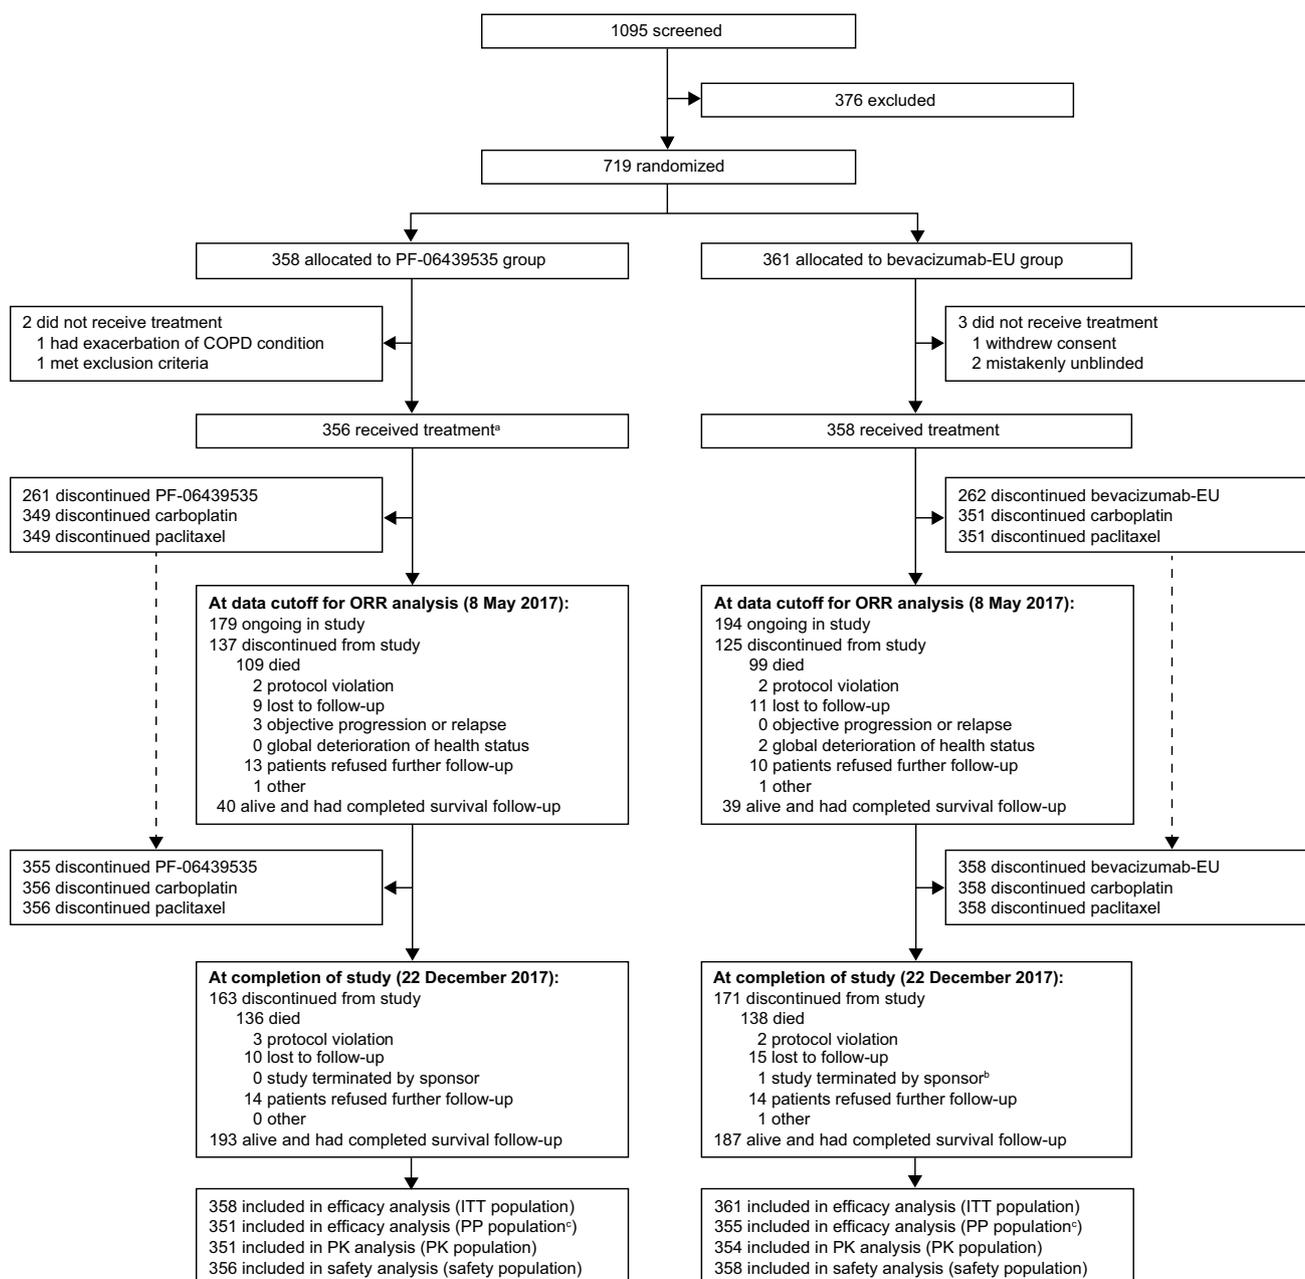 1095 screened
376 excluded
719 randomized
358 allocated to PF-06439535 group
361 allocated to bevacizumab-EU group
2 did not receive treatment
1 had exacerbation of COPD condition
1 met exclusion criteria
3 did not receive treatment
1 withdrew consent
2 mistakenly unblinded
356 received treatmentᵃ
358 received treatment
261 discontinued PF-06439535
349 discontinued carboplatin
349 discontinued paclitaxel
262 discontinued bevacizumab-EU
351 discontinued carboplatin
351 discontinued paclitaxel
At data cutoff for ORR analysis (8 May 2017):
179 ongoing in study
137 discontinued from study
109 died
2 protocol violation
9 lost to follow-up
3 objective progression or relapse
0 global deterioration of health status
13 patients refused further follow-up
1 other
40 alive and had completed survival follow-up
At data cutoff for ORR analysis (8 May 2017):
194 ongoing in study
125 discontinued from study
99 died
2 protocol violation
11 lost to follow-up
0 objective progression or relapse
2 global deterioration of health status
10 patients refused further follow-up
1 other
39 alive and had completed survival follow-up
355 discontinued PF-06439535
356 discontinued carboplatin
356 discontinued paclitaxel
358 discontinued bevacizumab-EU
358 discontinued carboplatin
358 discontinued paclitaxel
At completion of study (22 December 2017):
163 discontinued from study
136 died
3 protocol violation
10 lost to follow-up
0 study terminated by sponsor
14 patients refused further follow-up
0 other
193 alive and had completed survival follow-up
At completion of study (22 December 2017):
171 discontinued from study
138 died
2 protocol violation
15 lost to follow-up
1 study terminated by sponsorᵇ
14 patients refused further follow-up
1 other
187 alive and had completed survival follow-up
358 included in efficacy analysis (ITT population)
351 included in efficacy analysis (PP populationᶜ)
351 included in PK analysis (PK population)
356 included in safety analysis (safety population)
361 included in efficacy analysis (ITT population)
355 included in efficacy analysis (PP populationᶜ)
354 included in PK analysis (PK population)
358 included in safety analysis (safety population)